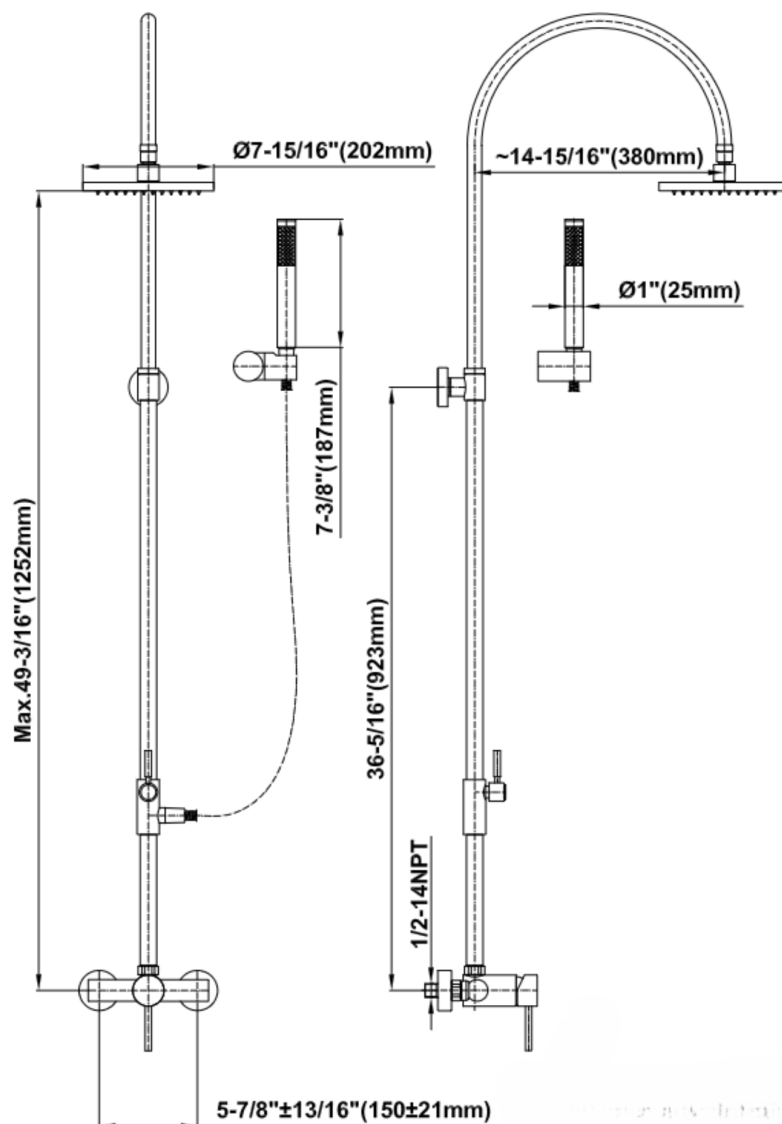 Ø7-15/16"(202mm)
~14-15/16"(380mm)
Ø1"(25mm)
7-3/8"(187mm)
Max.49-3/16"(1252mm)
36-5/16"(923mm)
1/2-14NPT
5-7/8"±13/16"(150±21mm)